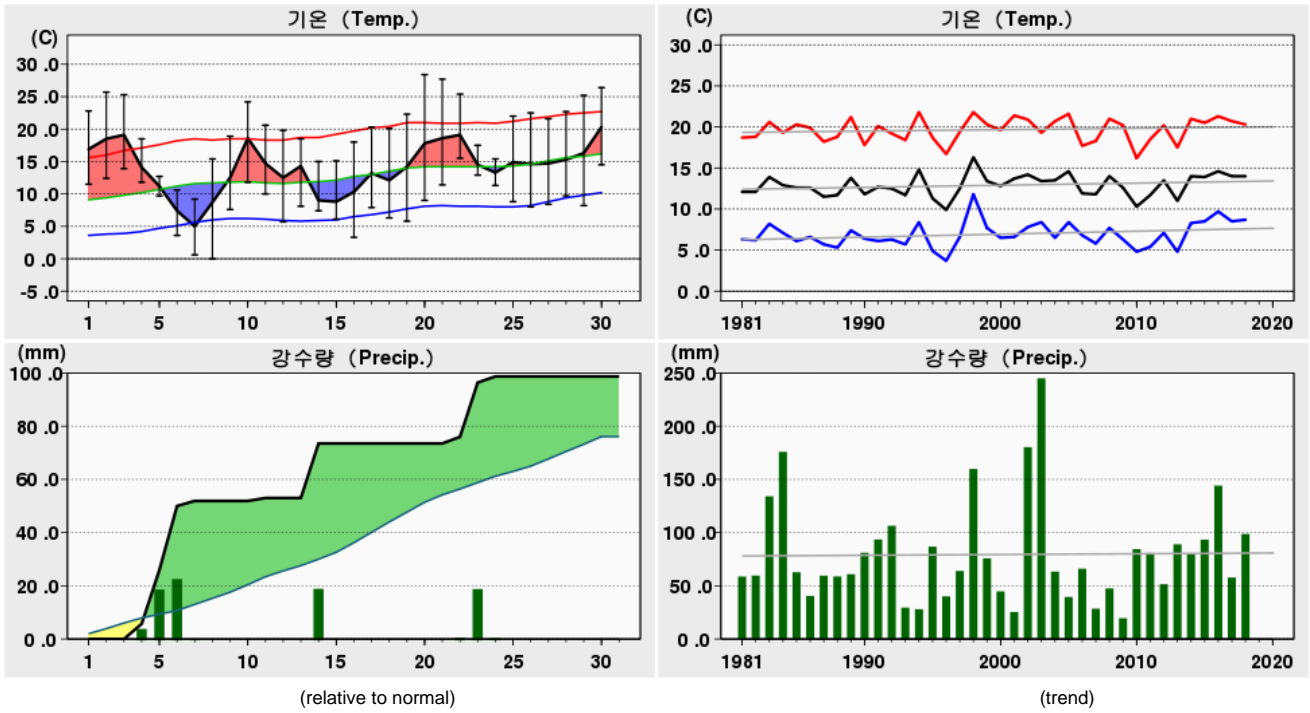 기온 (Temp.)
(C)
30 .0
25 .0
20 .0
15 .0
10 .0
5 .0
0 .0
-5.0
1 5 10 15 20 25 30
기온 (Temp.)
(C)
30 .0
25 .0
20 .0
15 .0
10 .0
5 .0
0 .0
1981 1990 2000 2010 2020
강수량 (Precip.)
(mm)
100 .0
80 .0
60 .0
40 .0
20 .0
0 .0
1 5 10 15 20 25 30
(relative to normal)
강수량 (Precip.)
(mm)
250 .0
200 .0
150 .0
100 .0
50 .0
0 .0
1981 1990 2000 2010 2020
(trend)